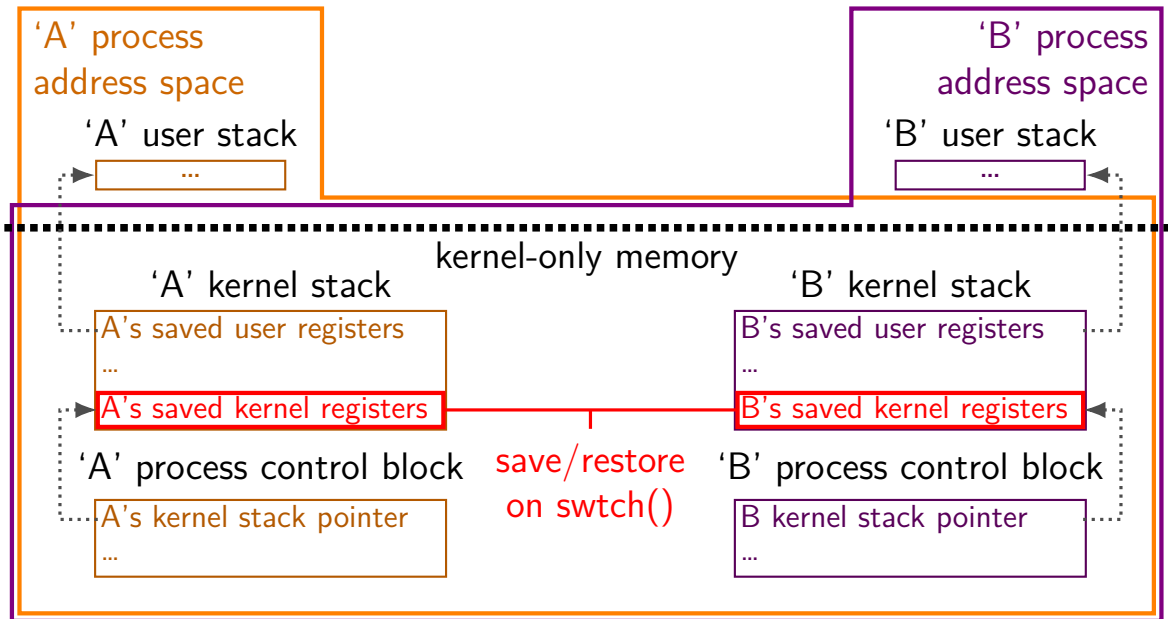 ‘A’ process
address space
‘B’ process
address space
‘A’ user stack
...
‘B’ user stack
...
kernel-only memory
‘A’ kernel stack
A's saved user registers
...
A's saved kernel registers
‘B’ kernel stack
B's saved user registers
...
B's saved kernel registers
save/restore
on swtch()
‘A’ process control block
A's kernel stack pointer
...
‘B’ process control block
B kernel stack pointer
...